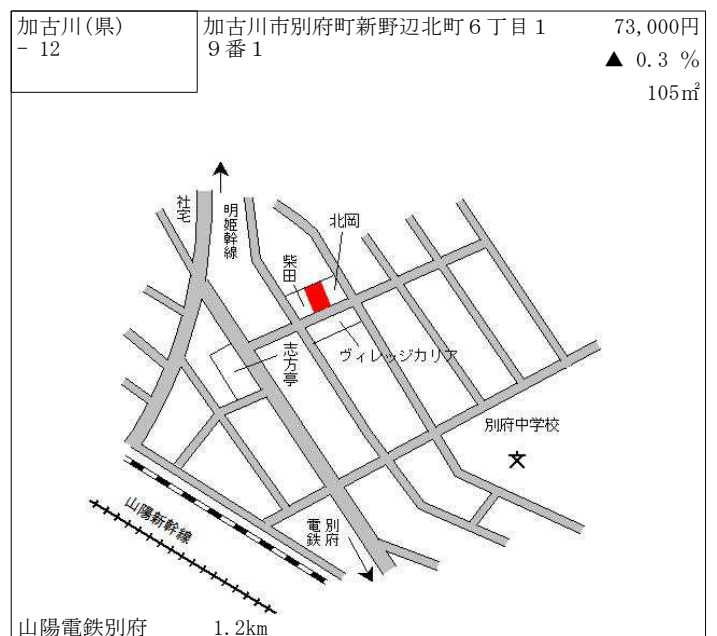 加古川(県)
- 12
加古川市別府町新野辺北町６丁目１
９番１
73,000円
▲ 0.3 %
105㎡
社宅
明姫幹線
北岡
柴田
志方亭
ヴィレッジカリア
別府中学校
山陽新幹線
別府
電鉄
山陽電鉄別府 1.2km